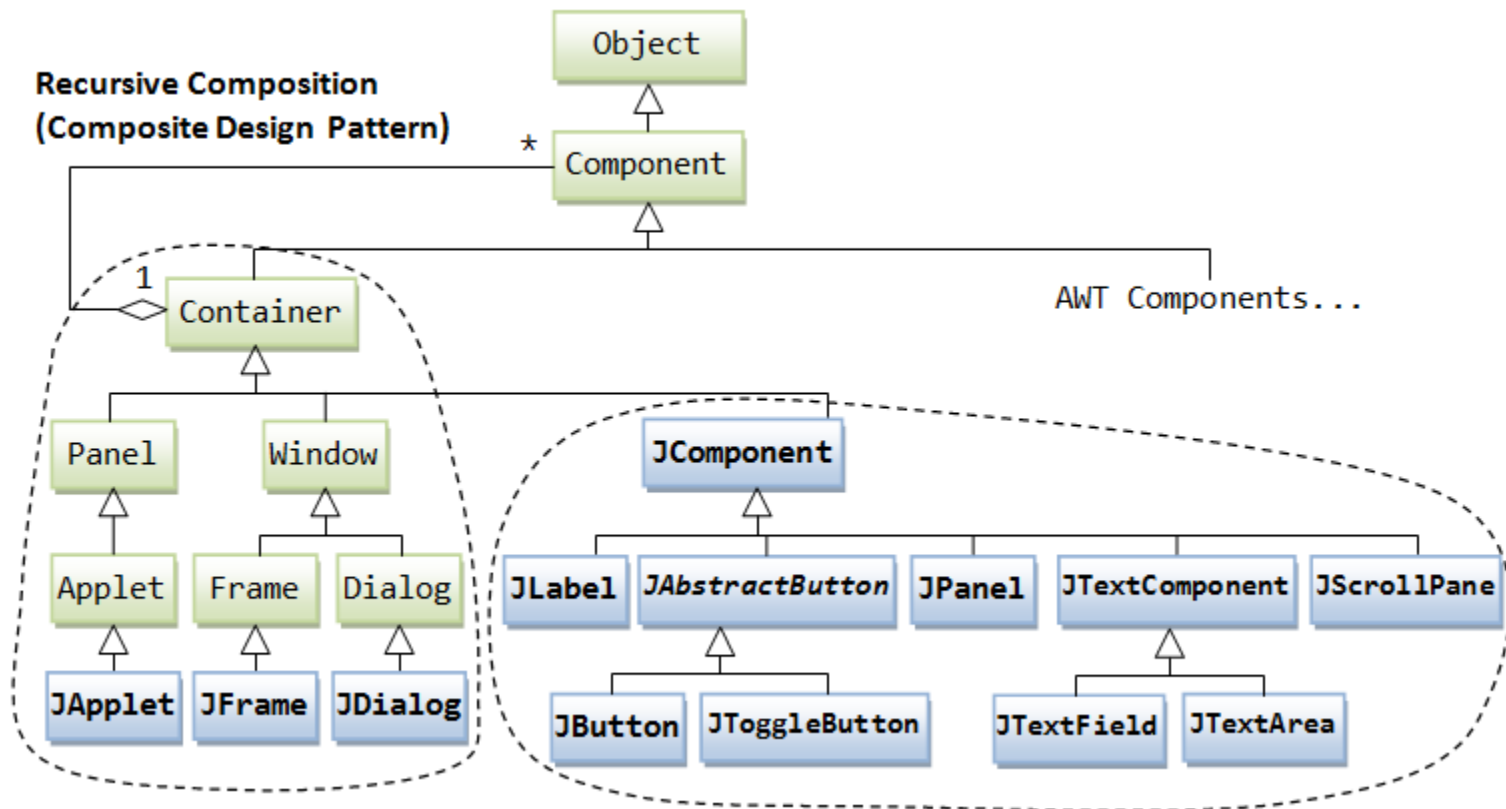 Object
Recursive Composition
(Composite Design Pattern)
*
Component
1
Container
AWT Components...
Panel
Window
JComponent
Applet
Frame
Dialog
JLabel
JAbstractButton
JPanel
JTextComponent
JScrollPane
JApplet
JFrame
JDialog
JButton
JToggleButton
JTextField
JTextArea